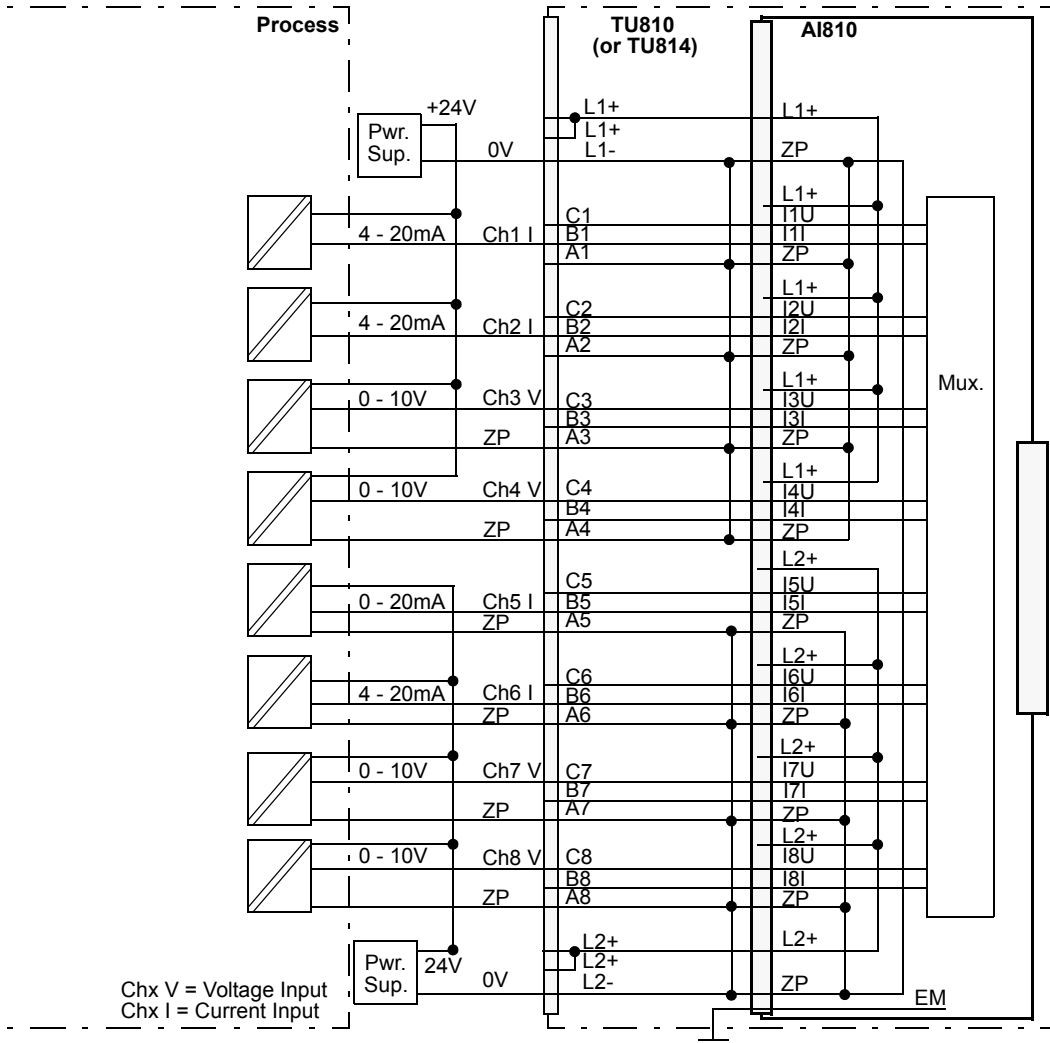 Process TU810 AI810
(or TU814)
+24V L1+ L1+
Pwr. L1+
Sup. 0V L1- ZP
L1+
C1 I1U
4 - 20mA Ch1 I B1 I1I
A1 ZP
L1+
C2 I2U
4 - 20mA Ch2 I B2 I2I
A2 ZP
L1+
Mux.
0 - 10V Ch3 V C3 I3U
B3 I3I
ZP A3 ZP
L1+
0 - 10V Ch4 V C4 I4U
B4 I4I
ZP A4 ZP
L2+
C5 I5U
0 - 20mA Ch5 I B5 I5I
ZP A5 ZP
L2+
C6 I6U
4 - 20mA Ch6 I B6 I6I
ZP A6 ZP
L2+
0 - 10V Ch7 V C7 I7U
B7 I7I
ZP A7 ZP
L2+
0 - 10V Ch8 V C8 I8U
B8 I8I
ZP A8 ZP
L2+ L2+
Pwr. 24V L2+
Sup. 0V L2- ZP
EM
Chx V = Voltage Input
Chx I = Current Input